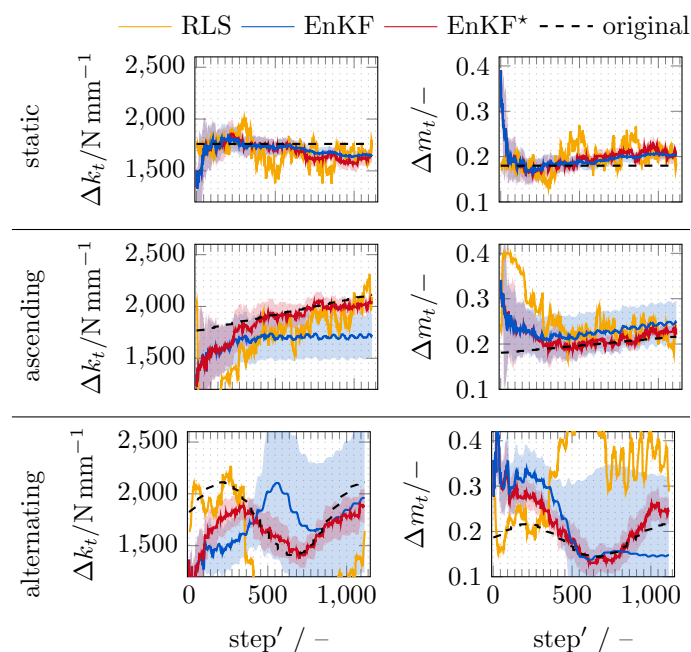 RLS EnKF EnKF⋆ original
static
Δk_t/N mm⁻¹
2,500
2,000
1,500
Δm_t/–
0.4
0.3
0.2
0.1
ascending
Δk_t/N mm⁻¹
2,500
2,000
1,500
Δm_t/–
0.4
0.3
0.2
0.1
alternating
Δk_t/N mm⁻¹
2,500
2,000
1,500
0 500 1,000
step′ / –
Δm_t/–
0.4
0.3
0.2
0.1
0 500 1,000
step′ / –